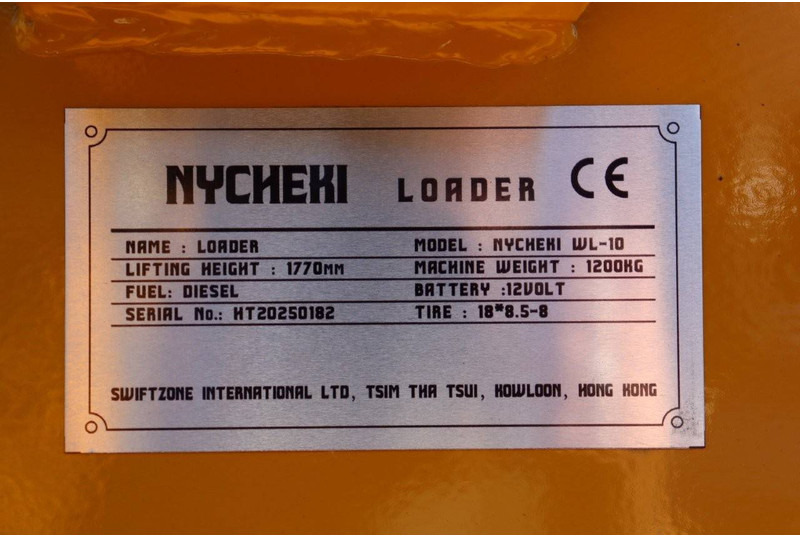 NYCHEKI LOADER CE
NAME : LOADER MODEL : NYCHEKI WL-10
LIFTING HEIGHT : 1770MM MACHINE WEIGHT : 1200KG
FUEL: DIESEL BATTERY :12VOLT
SERIAL No.: HT20250182 TIRE : 18*8.5-8
SWIFTZONE INTERNATIONAL LTD, TSIM THA TSUI, KOWLOON, HONG KONG